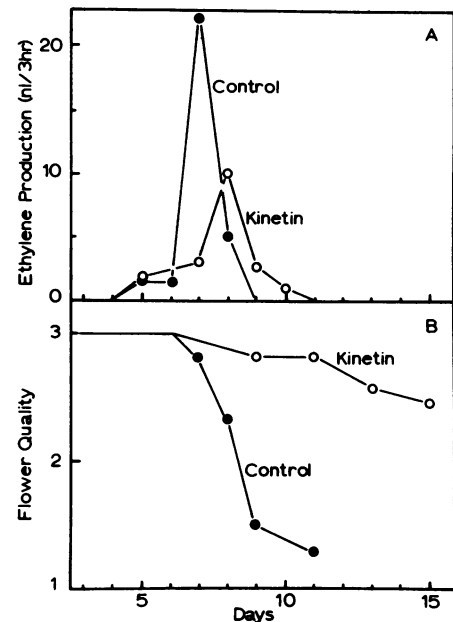 A
Ethylene Production (nl/3hr)
20
10
0
Control
Kinetin
B
Flower Quality
3
2
1
Kinetin
Control
5
10
15
Days